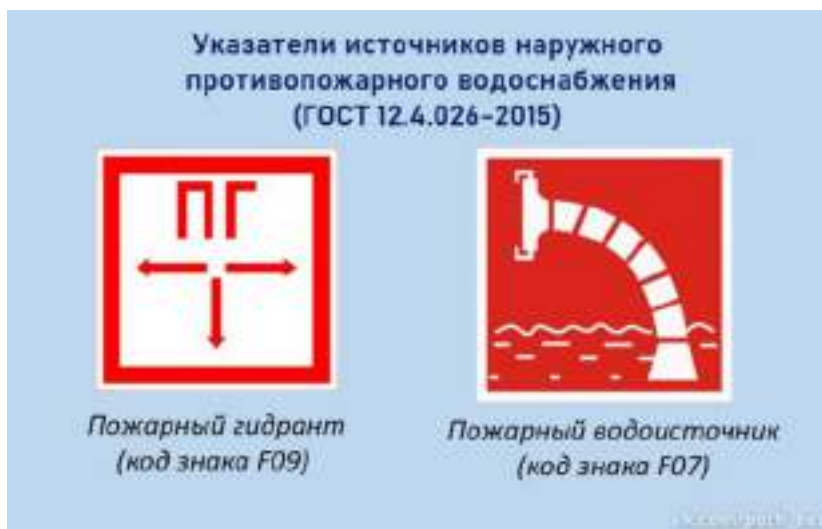 Указатели источников наружного
противопожарного водоснабжения
(ГОСТ 12.4.026-2015)
ПГ
Пожарный гидрант
(код знака F09)
Пожарный водоисточник
(код знака F07)